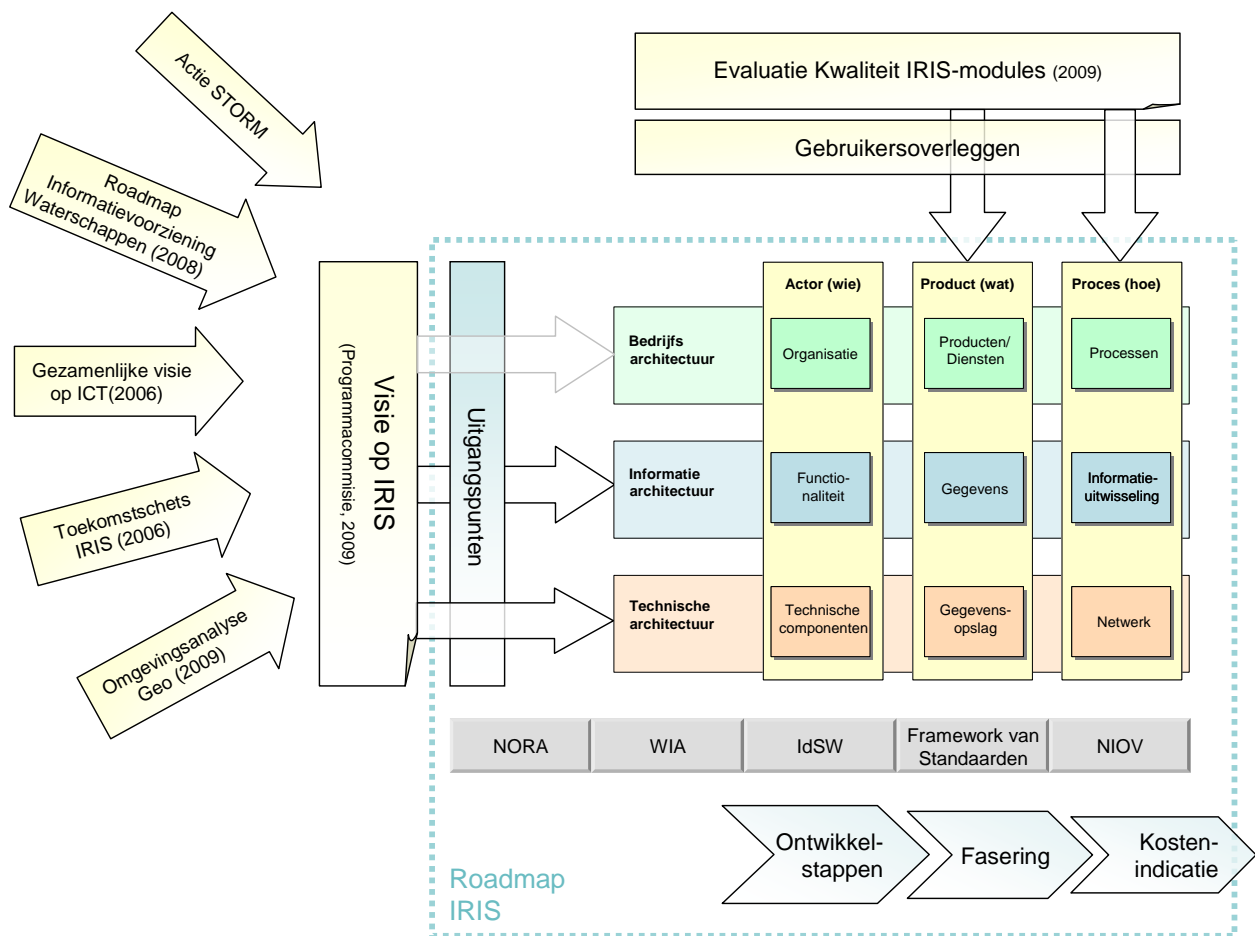 Actie STORM
Roadmap
Informatievoorziening
Waterschappen (2008)
Gezamenlijke visie
op ICT(2006)
Toekomstschets
IRIS (2006)
Omgevingsanalyse
Geo (2009)
Visie op IRIS
(Programmacommisie, 2009)
Uitgangspunten
Evaluatie Kwaliteit IRIS-modules (2009)
Gebruikersoverleggen
Actor (wie)
Product (wat)
Proces (hoe)
Bedrijfs
architectuur
Organisatie
Producten/
Diensten
Processen
Informatie
architectuur
Functio-
naliteit
Gegevens
Informatie-
uitwisseling
Technische
architectuur
Technische
componenten
Gegevens-
opslag
Netwerk
NORA
WIA
IdSW
Framework van
Standaarden
NIOV
Ontwikkel-
stappen
Fasering
Kosten-
indicatie
Roadmap
IRIS